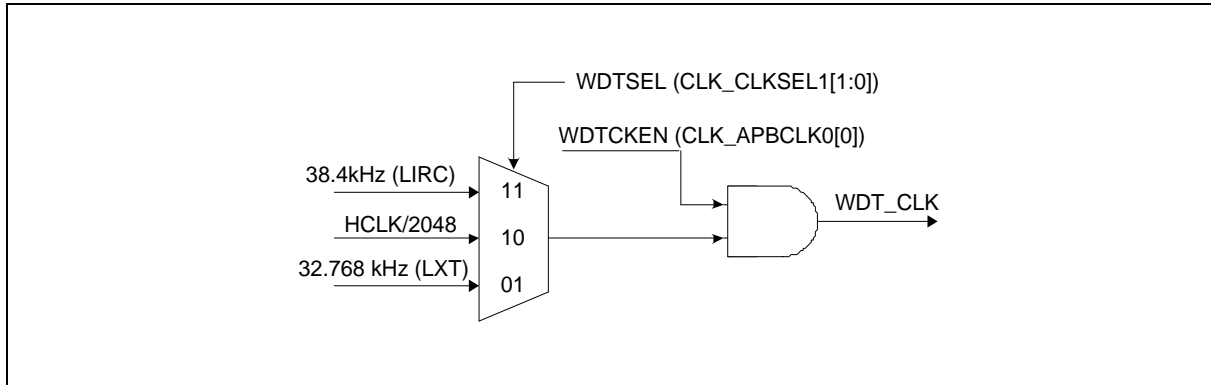 WDTSEL (CLK_CLKSEL1[1:0])
WDTCKEN (CLK_APBCLK0[0])
38.4kHz (LIRC)
11
WDT_CLK
HCLK/2048
10
32.768 kHz (LXT)
01